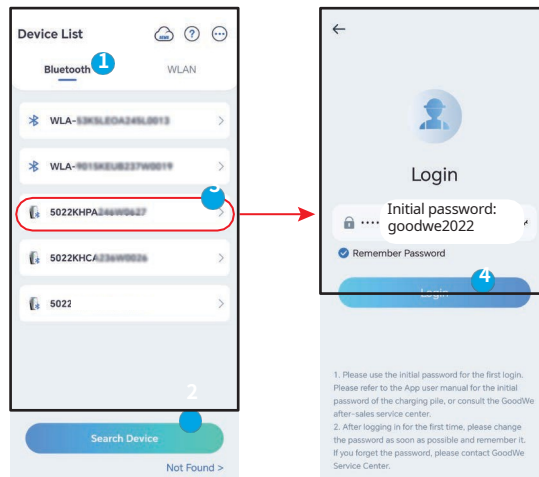 Device List
Bluetooth
1
WLAN
WLA-
WLA-
3
5022KHPA
5022KHCA
5022
2
Search Device
Not Found >
Login
Initial password:
goodwe2022
Remember Password
4
Login
1. Please use the initial password for the first login.
Please refer to the App user manual for the initial
password of the charging pile, or consult the GoodWe
after-sales service center.
2. After logging in for the first time, please change
the password as soon as possible and remember it.
If you forget the password, please contact GoodWe
Service Center.